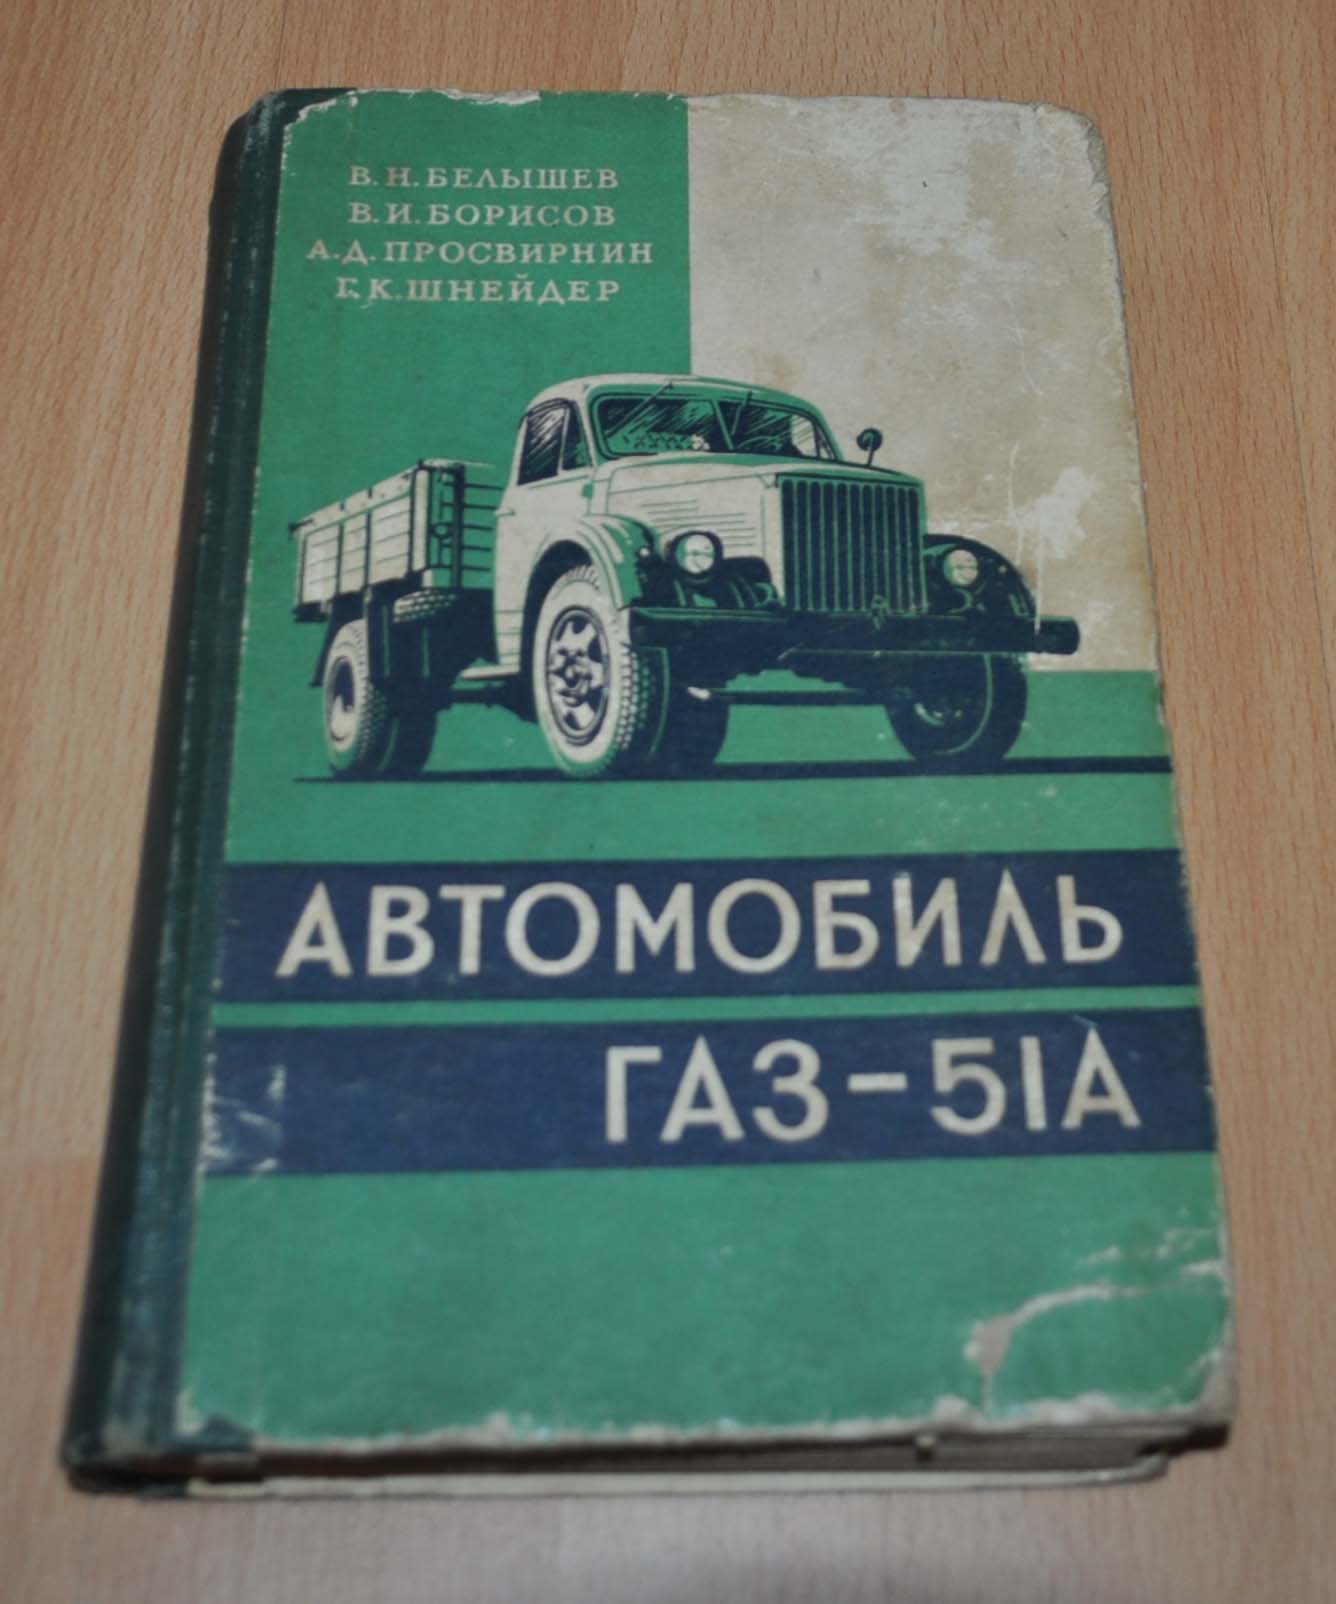 В. Н. БЕЛЫШЕВ
В. И. БОРИСОВ
А. Д. ПРОСВИРНИН
Г. К. ШНЕЙДЕР
АВТОМОБИЛЬ
ГАЗ-51А